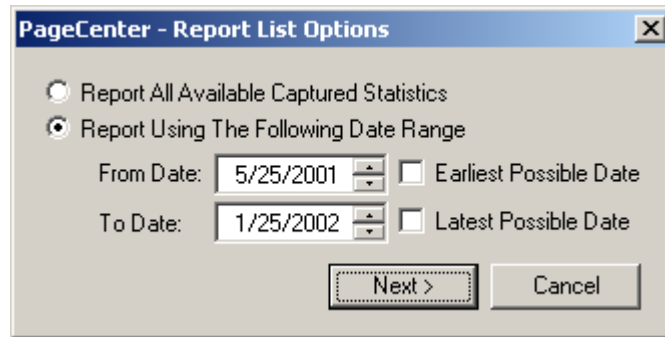 PageCenter - Report List Options
Report All Available Captured Statistics
Report Using The Following Date Range
From Date: 5/25/2001 Earliest Possible Date
To Date: 1/25/2002 Latest Possible Date
Next > Cancel